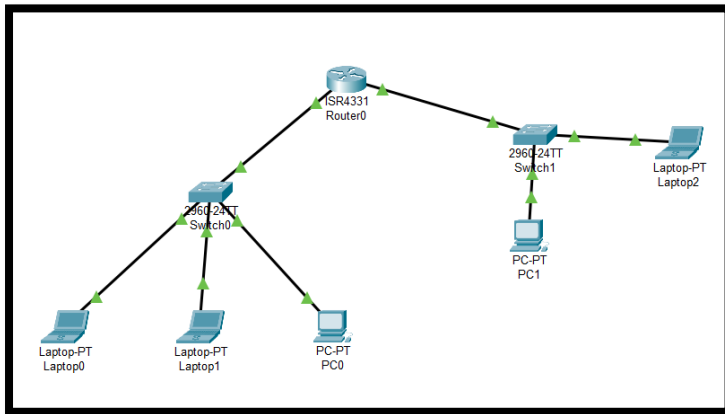 ISR4331
Router0
2960-24TT
Switch1
Laptop-PT
Laptop2
2960-24TT
Switch0
PC-PT
PC1
Laptop-PT
Laptop0
Laptop-PT
Laptop1
PC-PT
PC0